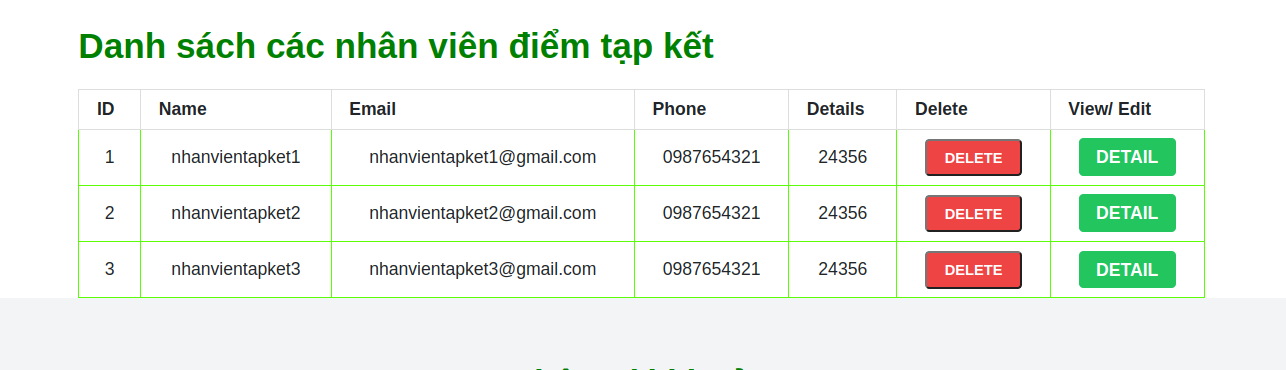 Danh sách các nhân viên điểm tạp kết
ID Name Email Phone Details Delete View/ Edit
1 nhanvientapket1 nhanvientapket1@gmail.com 0987654321 24356 DELETE DETAIL
2 nhanvientapket2 nhanvientapket2@gmail.com 0987654321 24356 DELETE DETAIL
3 nhanvientapket3 nhanvientapket3@gmail.com 0987654321 24356 DELETE DETAIL